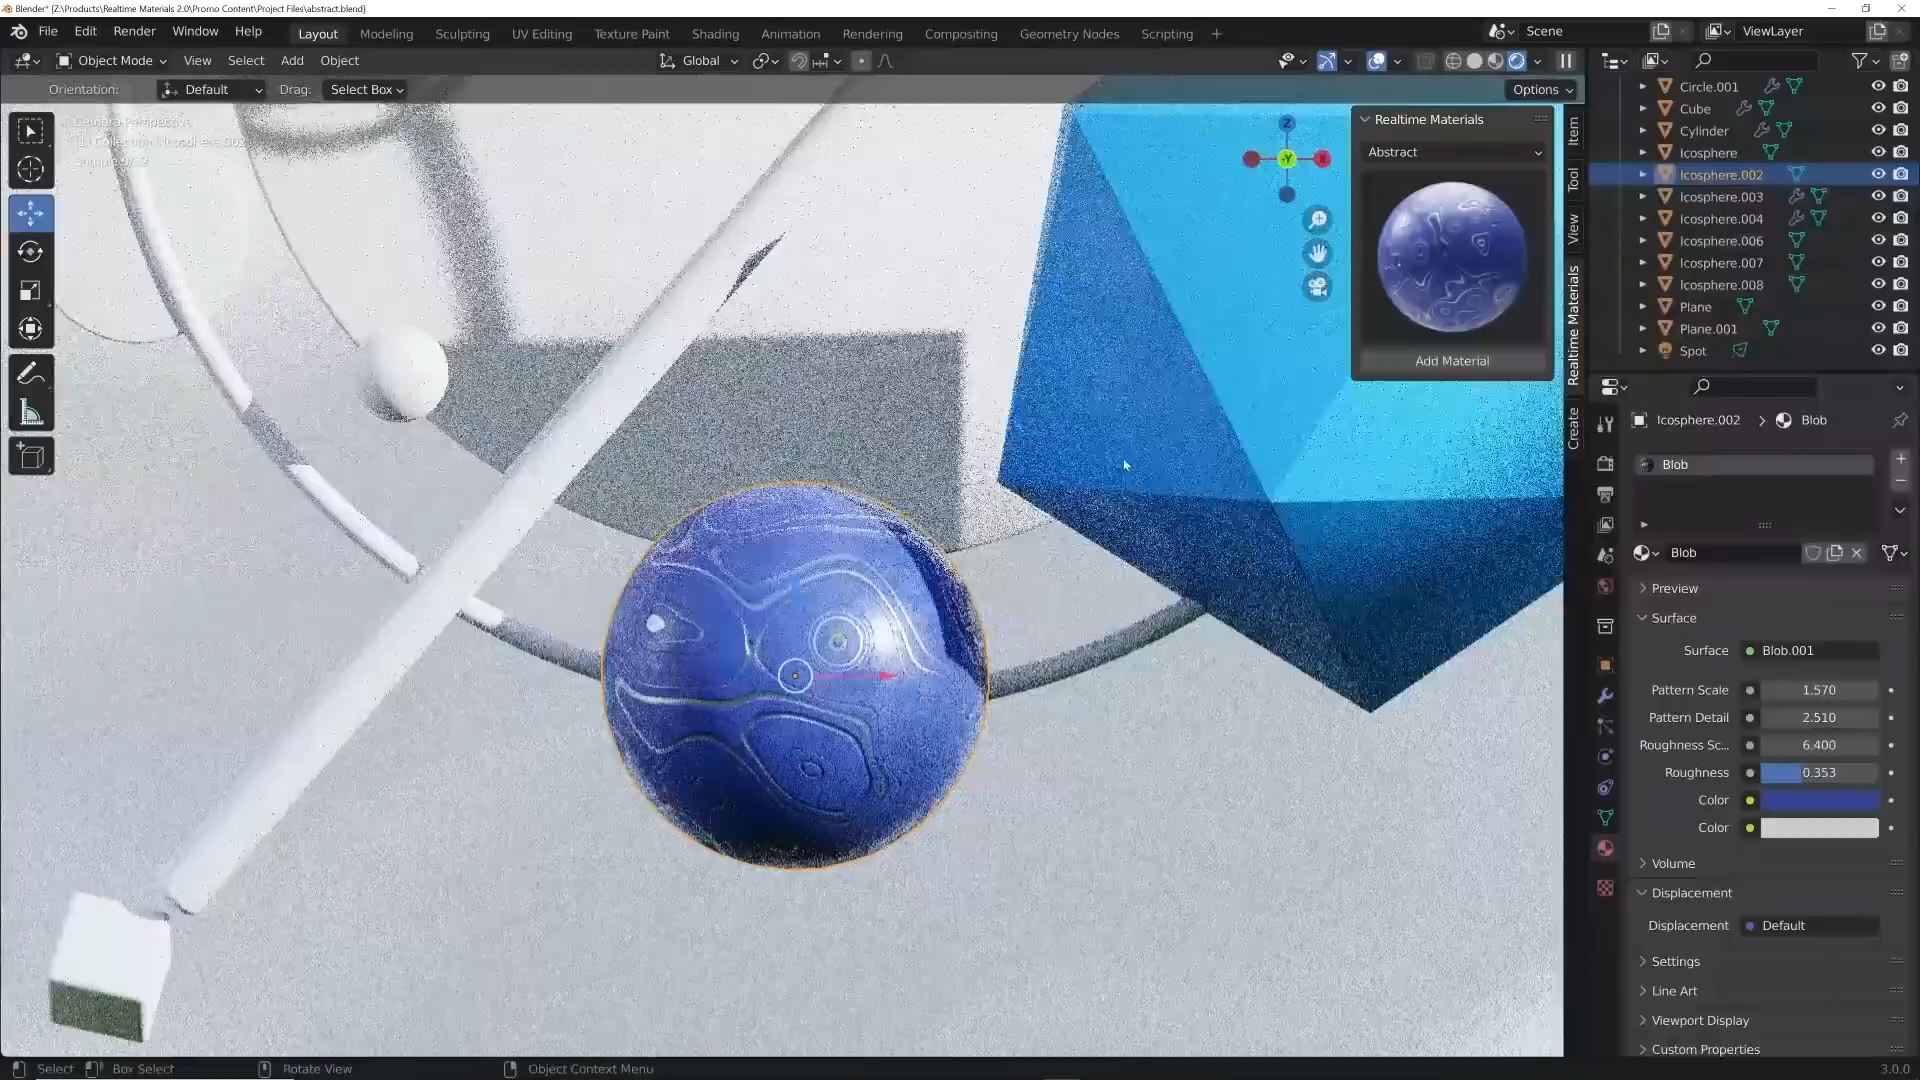 Blender* [Z:\Products\Realtime Materials 2.0\Promo Content\Project Files\abstract.blend]
File Edit Render Window Help Layout Modeling Sculpting UV Editing Texture Paint Shading Animation Rendering Compositing Geometry Nodes Scripting + Scene ViewLayer
Object Mode View Select Add Object Global
Orientation: Default Drag: Select Box Options
Camera Perspective
(1) Collection | Icosphere.002
Realtime Materials
Abstract
Add Material
Z
Y
X
Item
Tool
View
Realtime Materials
Create
Circle.001
Cube
Cylinder
Icosphere
Icosphere.002
Icosphere.003
Icosphere.004
Icosphere.006
Icosphere.007
Icosphere.008
Plane
Plane.001
Spot
Icosphere.002 > Blob
Blob
Blob
Preview
Surface
Surface Blob.001
Pattern Scale 1.570
Pattern Detail 2.510
Roughness Sc... 6.400
Roughness 0.353
Color
Color
Volume
Displacement
Displacement Default
Settings
Line Art
Viewport Display
Custom Properties
Select Box Select Rotate View Object Context Menu 3.0.0